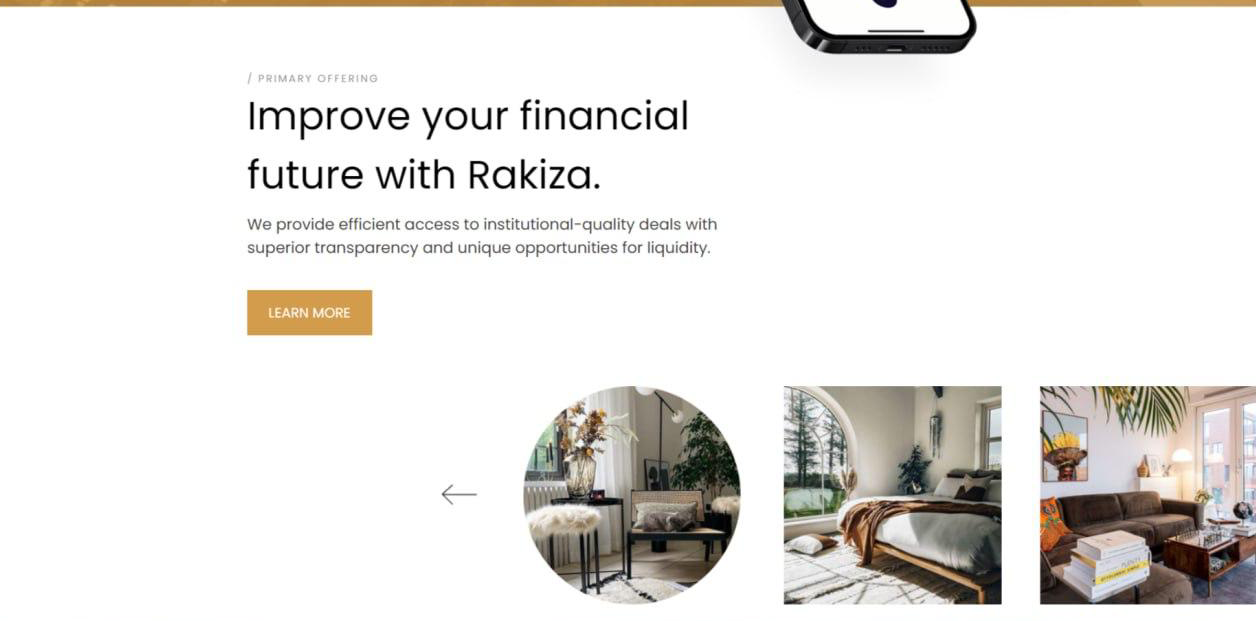 / PRIMARY OFFERING
Improve your financial
future with Rakiza.
We provide efficient access to institutional-quality deals with
superior transparency and unique opportunities for liquidity.
LEARN MORE